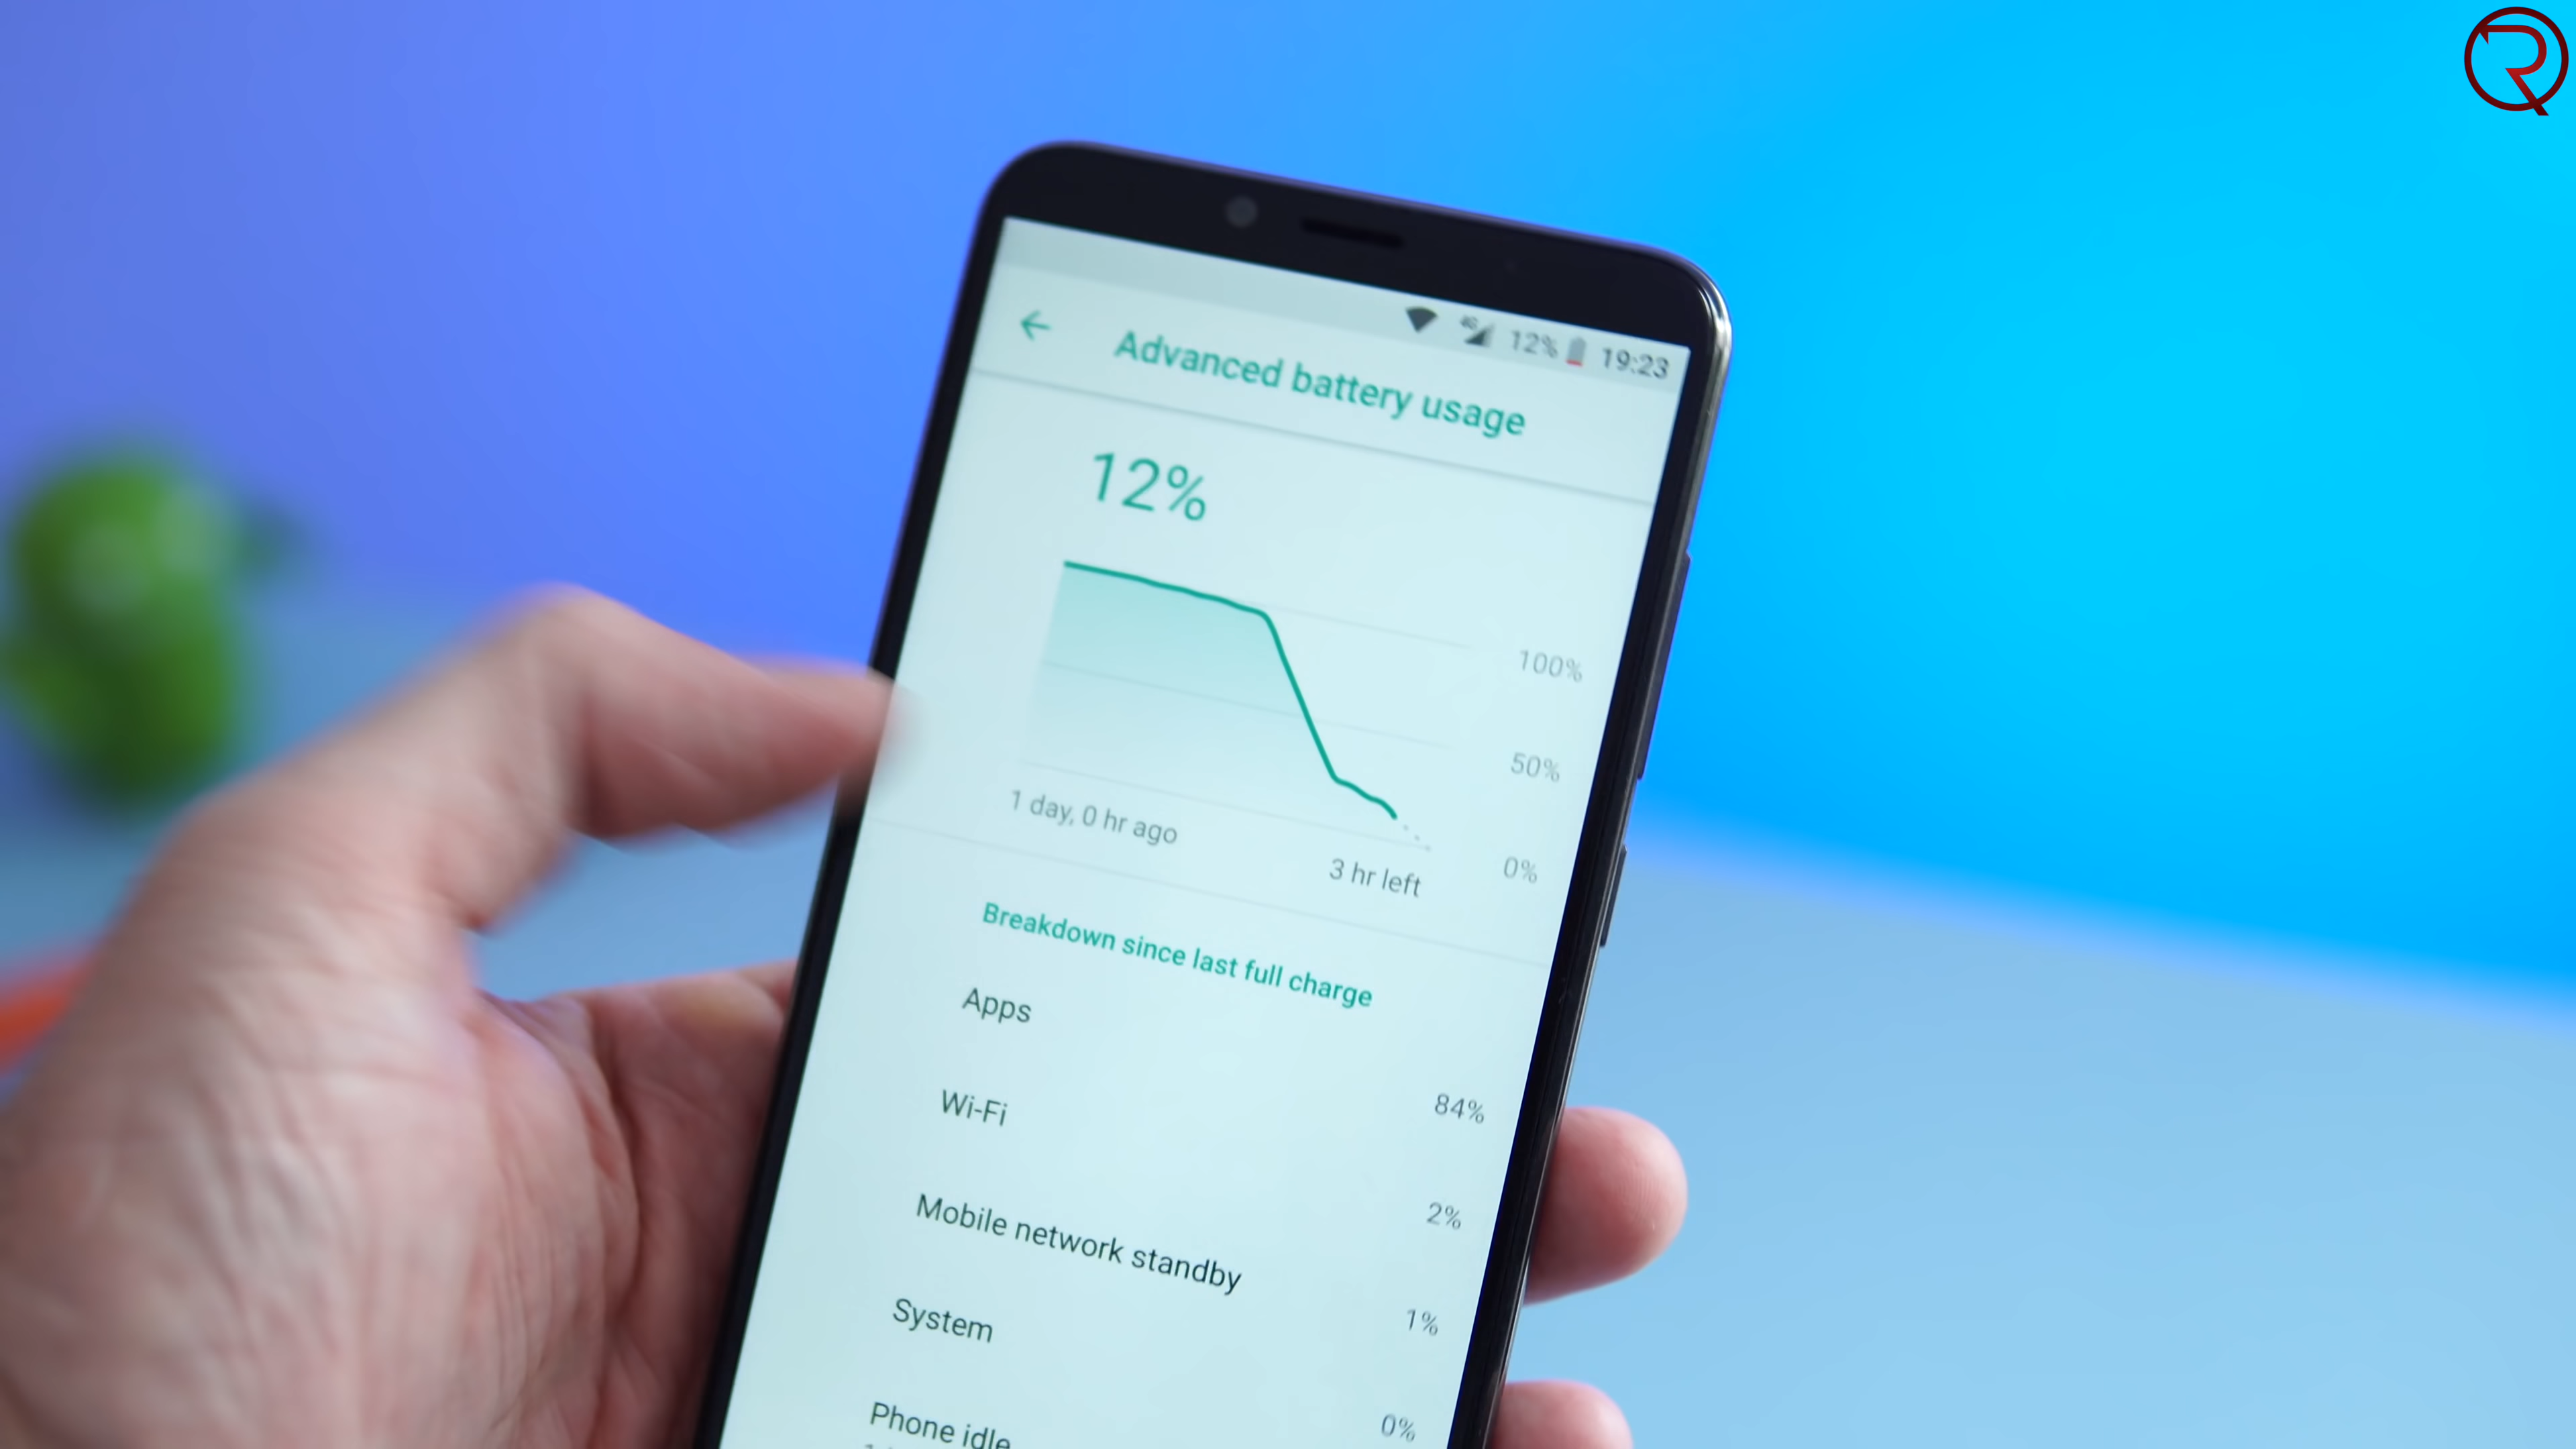 4G 12% 19:23
Advanced battery usage
12%
100%
50%
0%
1 day, 0 hr ago
3 hr left
Breakdown since last full charge
Apps
84%
Wi-Fi
2%
Mobile network standby
1%
System
0%
Phone idle